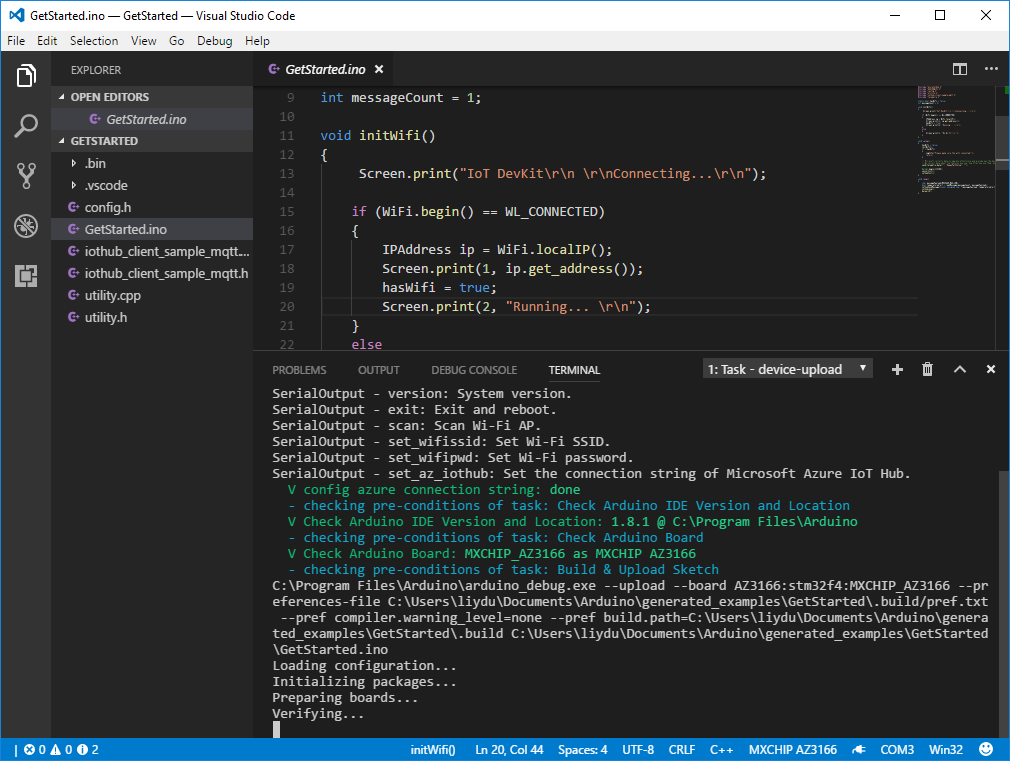 GetStarted.ino — GetStarted — Visual Studio Code
File Edit Selection View Go Debug Help
EXPLORER
OPEN EDITORS
GetStarted.ino
GETSTARTED
.bin
.vscode
config.h
GetStarted.ino
iothub_client_sample_mqtt....
iothub_client_sample_mqtt.h
utility.cpp
utility.h
GetStarted.ino
9 int messageCount = 1;
10
11 void initWifi()
12 {
13 Screen.print("IoT DevKit\r\n \r\nConnecting...\r\n");
14
15 if (WiFi.begin() == WL_CONNECTED)
16 {
17 IPAddress ip = WiFi.localIP();
18 Screen.print(1, ip.get_address());
19 hasWifi = true;
20 Screen.print(2, "Running... \r\n");
21 }
22 else
PROBLEMS OUTPUT DEBUG CONSOLE TERMINAL 1: Task - device-upload
SerialOutput - version: System version.
SerialOutput - exit: Exit and reboot.
SerialOutput - scan: Scan Wi-Fi AP.
SerialOutput - set_wifissid: Set Wi-Fi SSID.
SerialOutput - set_wifipwd: Set Wi-Fi password.
SerialOutput - set_az_iothub: Set the connection string of Microsoft Azure IoT Hub.
V config azure connection string: done
- checking pre-conditions of task: Check Arduino IDE Version and Location
V Check Arduino IDE Version and Location: 1.8.1 @ C:\Program Files\Arduino
- checking pre-conditions of task: Check Arduino Board
V Check Arduino Board: MXCHIP_AZ3166 as MXCHIP AZ3166
- checking pre-conditions of task: Build & Upload Sketch
C:\Program Files\Arduino\arduino_debug.exe --upload --board AZ3166:stm32f4:MXCHIP_AZ3166 --pr
eferences-file C:\Users\liydu\Documents\Arduino\generated_examples\GetStarted\.build/pref.txt
--pref compiler.warning_level=none --pref build.path=C:\Users\liydu\Documents\Arduino\genera
ted_examples\GetStarted\.build C:\Users\liydu\Documents\Arduino\generated_examples\GetStarted
\GetStarted.ino
Loading configuration...
Initializing packages...
Preparing boards...
Verifying...
0 0 2 initWifi() Ln 20, Col 44 Spaces: 4 UTF-8 CRLF C++ MXCHIP AZ3166 COM3 Win32